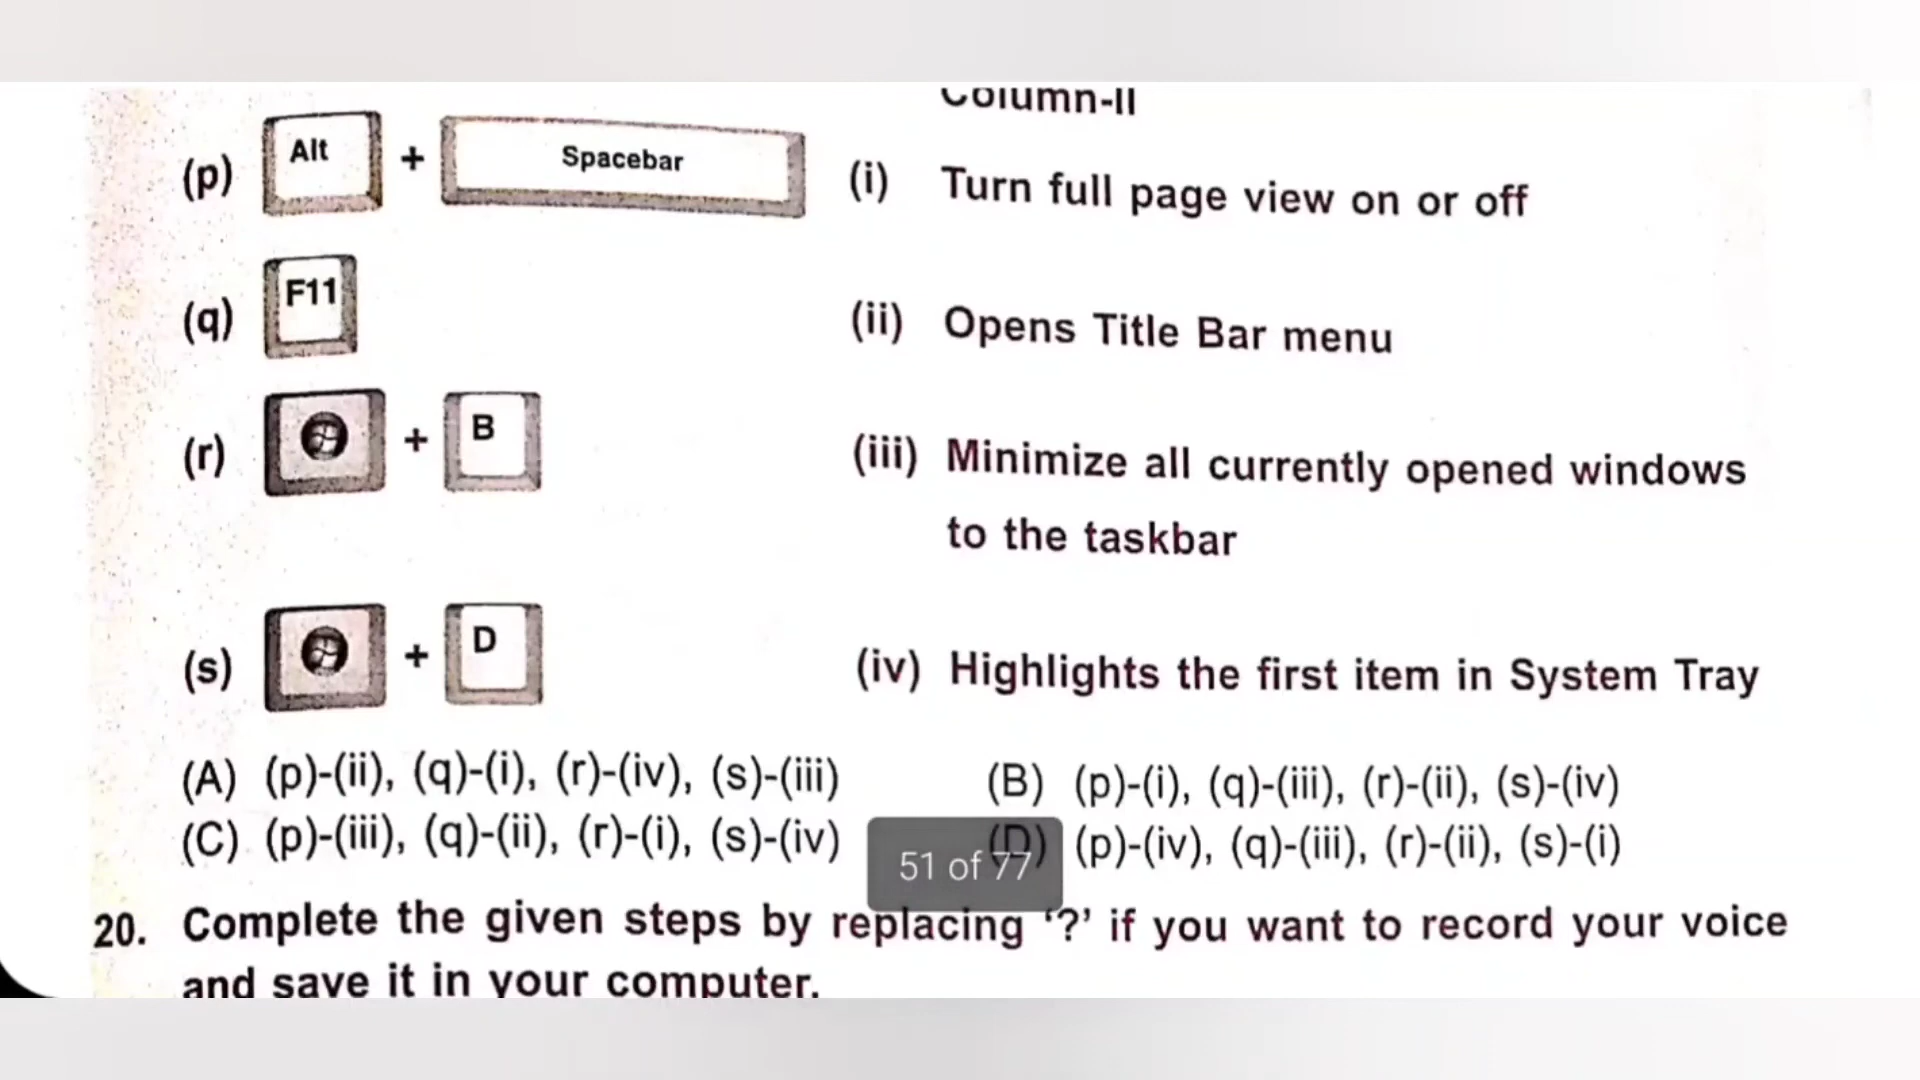 Column-II
(p) Alt + Spacebar (i) Turn full page view on or off
(q) F11 (ii) Opens Title Bar menu
(r) + B (iii) Minimize all currently opened windows
to the taskbar
(s) + D (iv) Highlights the first item in System Tray
(A) (p)-(ii), (q)-(i), (r)-(iv), (s)-(iii) (B) (p)-(i), (q)-(iii), (r)-(ii), (s)-(iv)
(C) (p)-(iii), (q)-(ii), (r)-(i), (s)-(iv) (D) (p)-(iv), (q)-(iii), (r)-(ii), (s)-(i)
51 of 77
20. Complete the given steps by replacing ‘?’ if you want to record your voice
and save it in your computer.